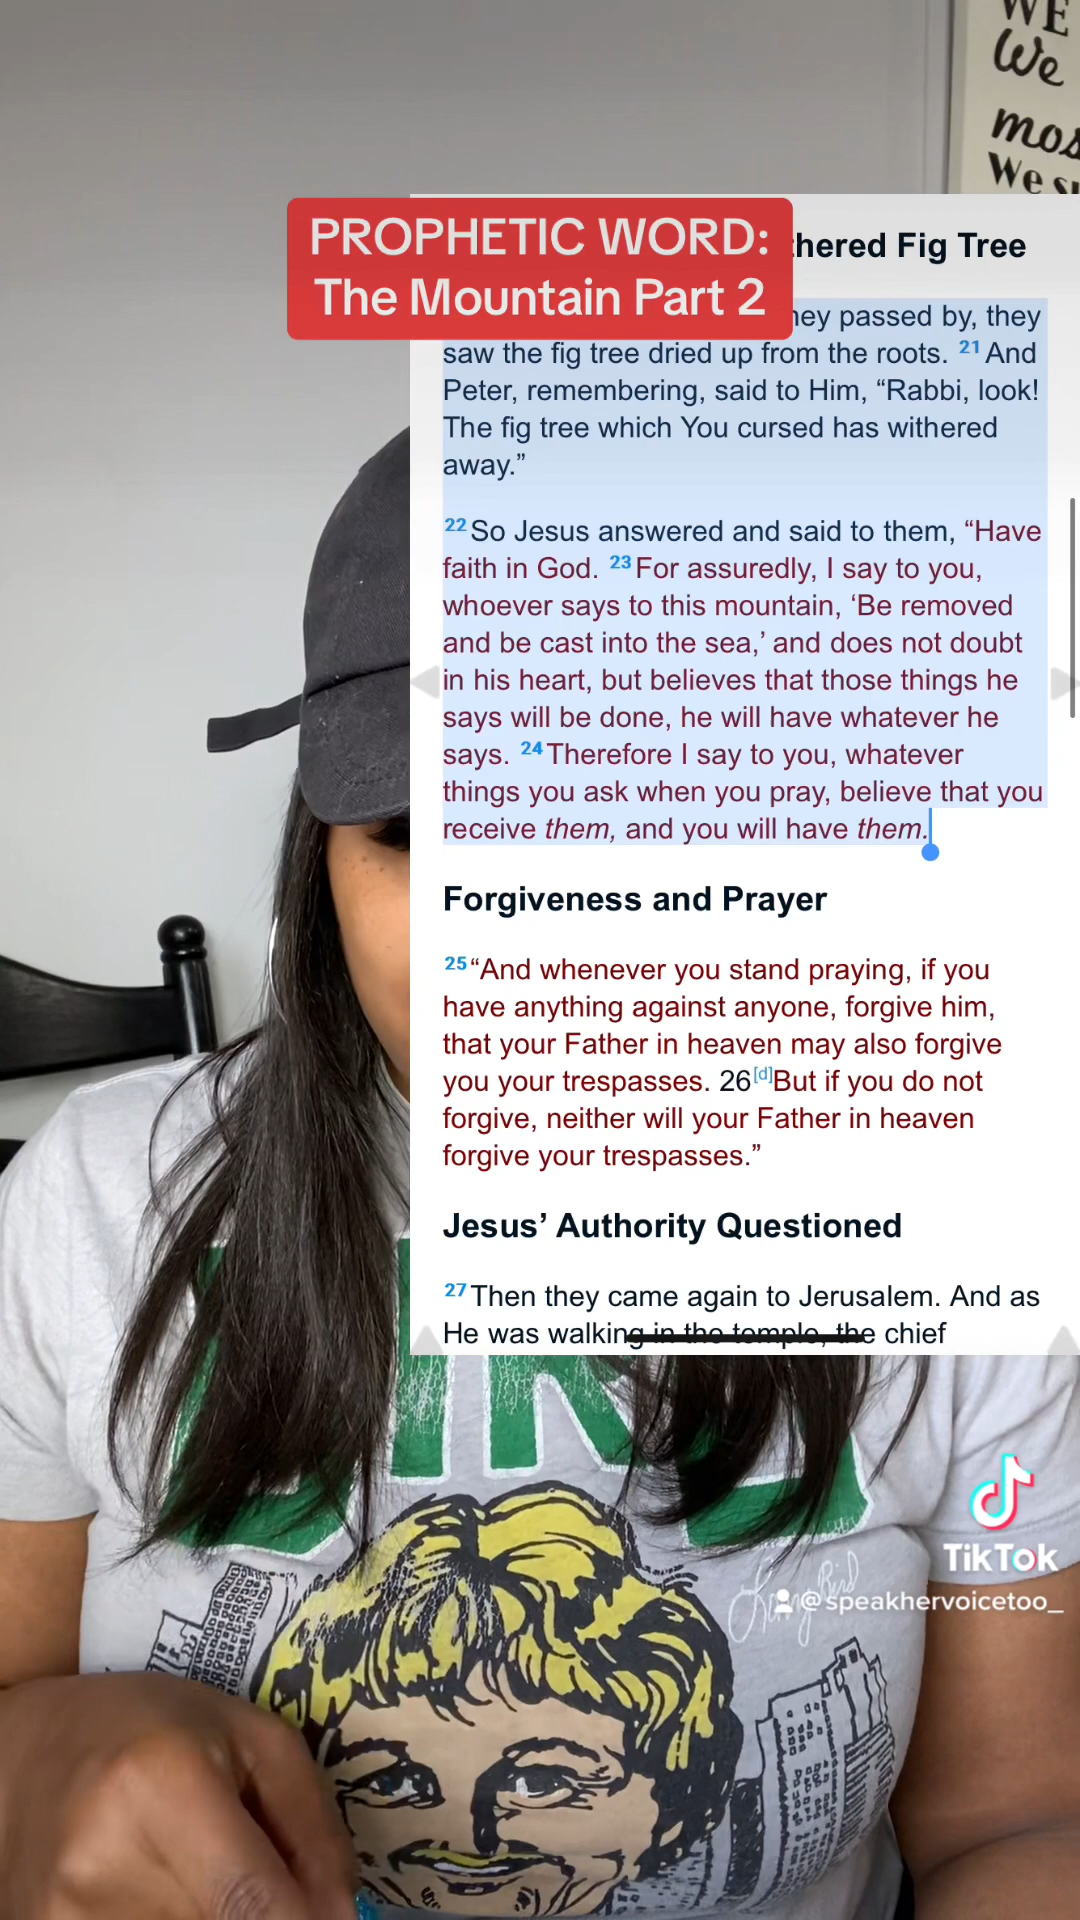 WE
We
mos
We su
PROPHETIC WORD:
The Mountain Part 2
thered Fig Tree
hey passed by, they
saw the fig tree dried up from the roots. 21 And
Peter, remembering, said to Him, “Rabbi, look!
The fig tree which You cursed has withered
away.”
22 So Jesus answered and said to them, “Have
faith in God. 23 For assuredly, I say to you,
whoever says to this mountain, ‘Be removed
and be cast into the sea,’ and does not doubt
in his heart, but believes that those things he
says will be done, he will have whatever he
says. 24 Therefore I say to you, whatever
things you ask when you pray, believe that you
receive them, and you will have them.
Forgiveness and Prayer
25 “And whenever you stand praying, if you
have anything against anyone, forgive him,
that your Father in heaven may also forgive
you your trespasses. 26[d]But if you do not
forgive, neither will your Father in heaven
forgive your trespasses.”
Jesus’ Authority Questioned
27 Then they came again to Jerusalem. And as
He was walking in the temple, the chief
TikTok
@speakhervoicetoo_
Bird